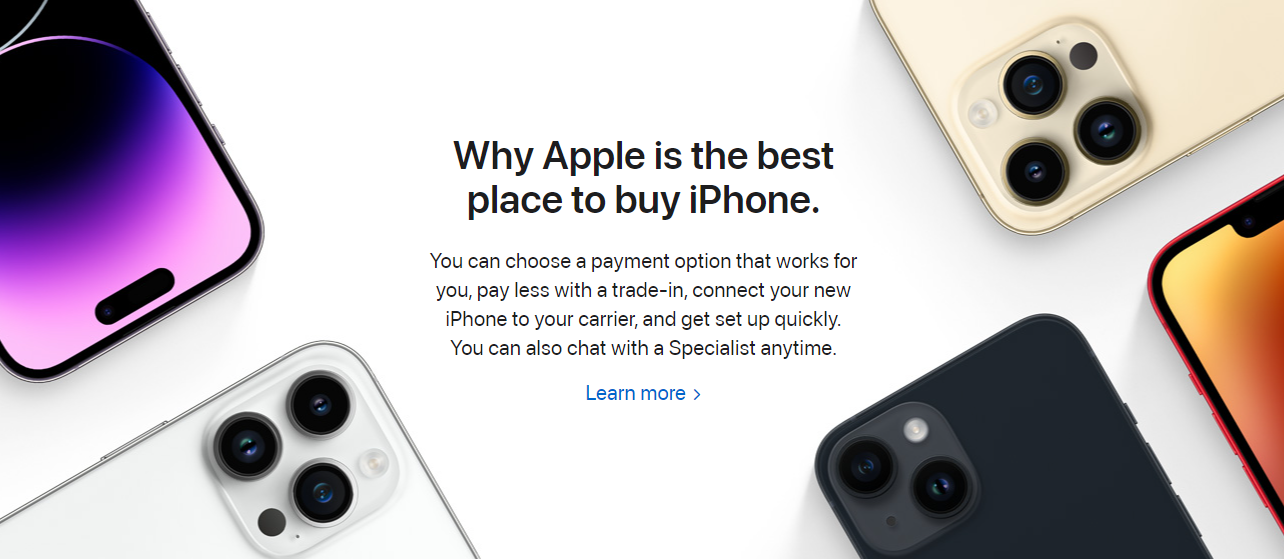 Why Apple is the best
place to buy iPhone.
You can choose a payment option that works for
you, pay less with a trade-in, connect your new
iPhone to your carrier, and get set up quickly.
You can also chat with a Specialist anytime.
Learn more >